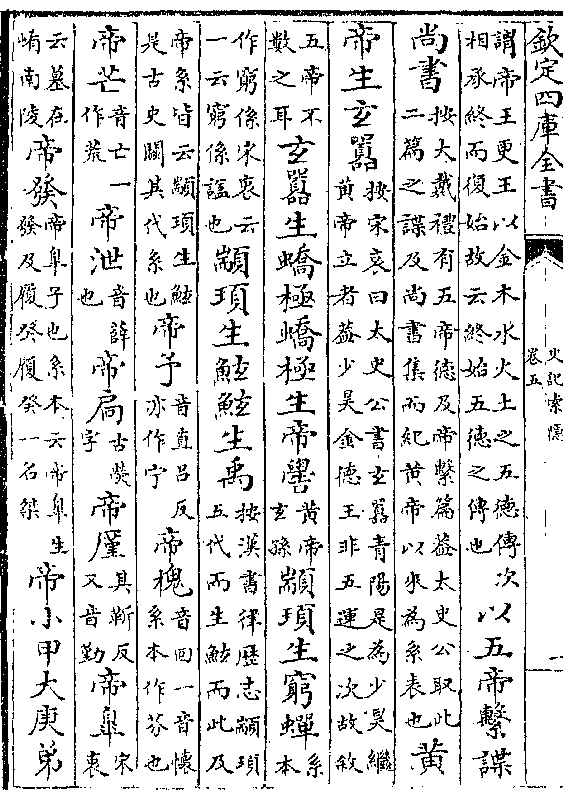 欽定四庫全書
史記索隱
卷五
一
謂帝王更王以金木水火土之五德傳次
相承終而復始故云終始五德之傳也
以五帝繫諜
尚書
按大戴禮有五帝德及帝繫篇葢太史公取此
二篇之諜及尚書集而紀黃帝以來為系表也
黃
帝生玄囂
按宋衷曰太史公書玄囂青陽是為少昊繼
黃帝立者葢少昊金德王非五運之次故敘
五帝不
數之耳
玄囂生蟜極蟜極生帝嚳
黃帝
玄孫
顓頊生窮蟬
系
本
作窮係宋衷云
一云窮係諡也
顓頊生鮌鮌生禹
按漢書律歷志顓頊
五代而生鮌而此及
帝系皆云顓頊生鮌
是古史闕其代系也
帝予
音直呂反
亦作宁
帝槐
音回一音懷
系本作芬也
帝芒
音亡一
作荒
帝泄
音薛
也
帝扃
古熒
字
帝廑
其靳反
又音勤
帝皐
宋
衷
云墓在
崤南陵
帝發
帝皐子也系本云帝皐生
發及履癸履癸一名桀
帝小甲大庚弟